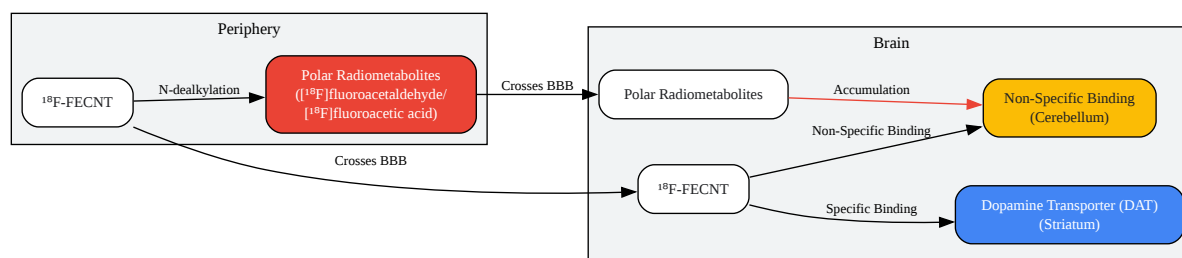 Periphery
Brain
¹⁸F-FECNT
N-dealkylation
Polar Radiometabolites
([¹⁸F]fluoroacetaldehyde/
[¹⁸F]fluoroacetic acid)
Crosses BBB
Polar Radiometabolites
Accumulation
Non-Specific Binding
(Cerebellum)
Non-Specific Binding
Crosses BBB
¹⁸F-FECNT
Specific Binding
Dopamine Transporter (DAT)
(Striatum)